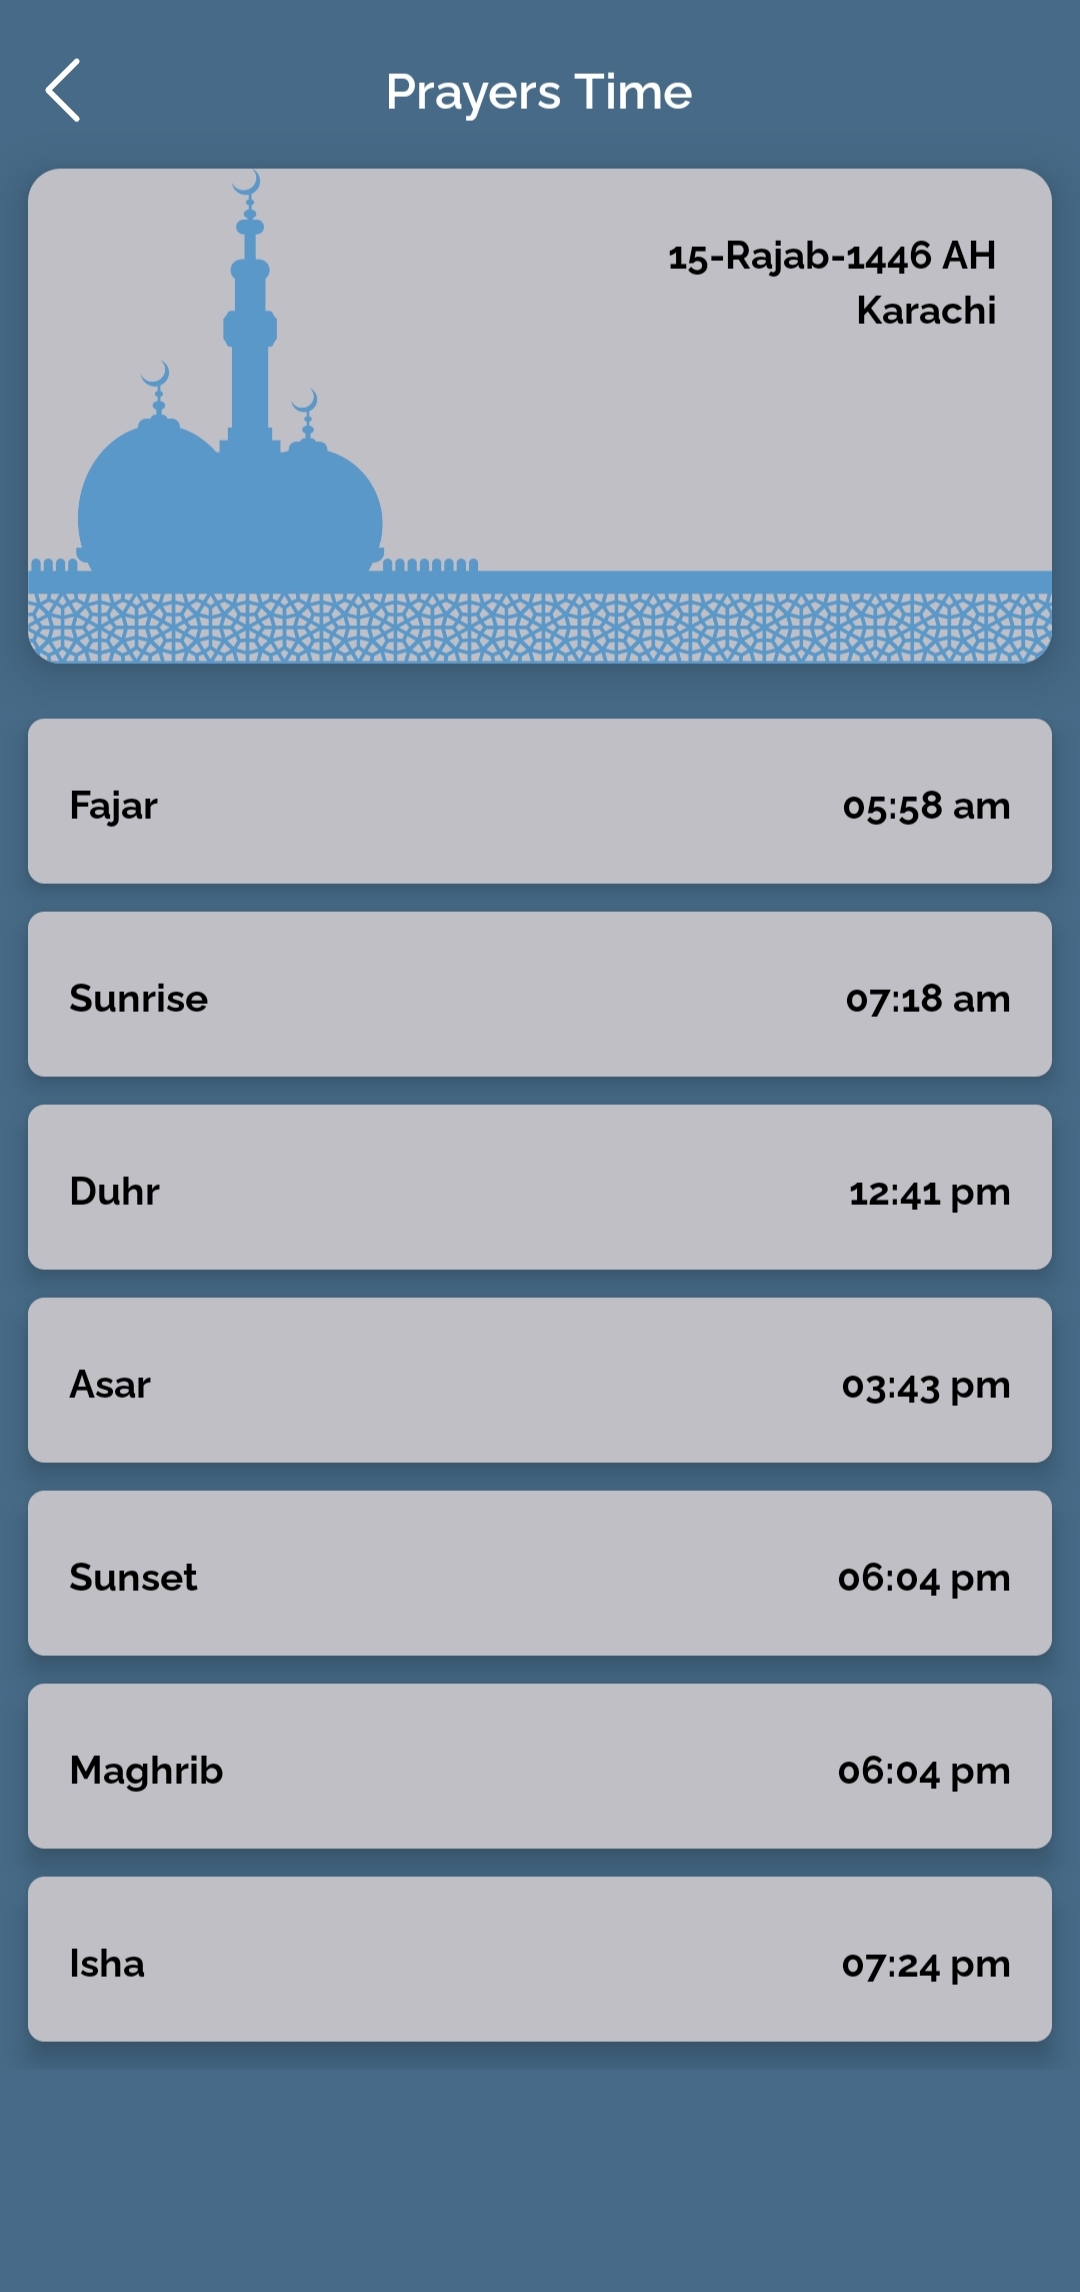 Prayers Time
15-Rajab-1446 AH
Karachi
Fajar 05:58 am
Sunrise 07:18 am
Duhr 12:41 pm
Asar 03:43 pm
Sunset 06:04 pm
Maghrib 06:04 pm
Isha 07:24 pm